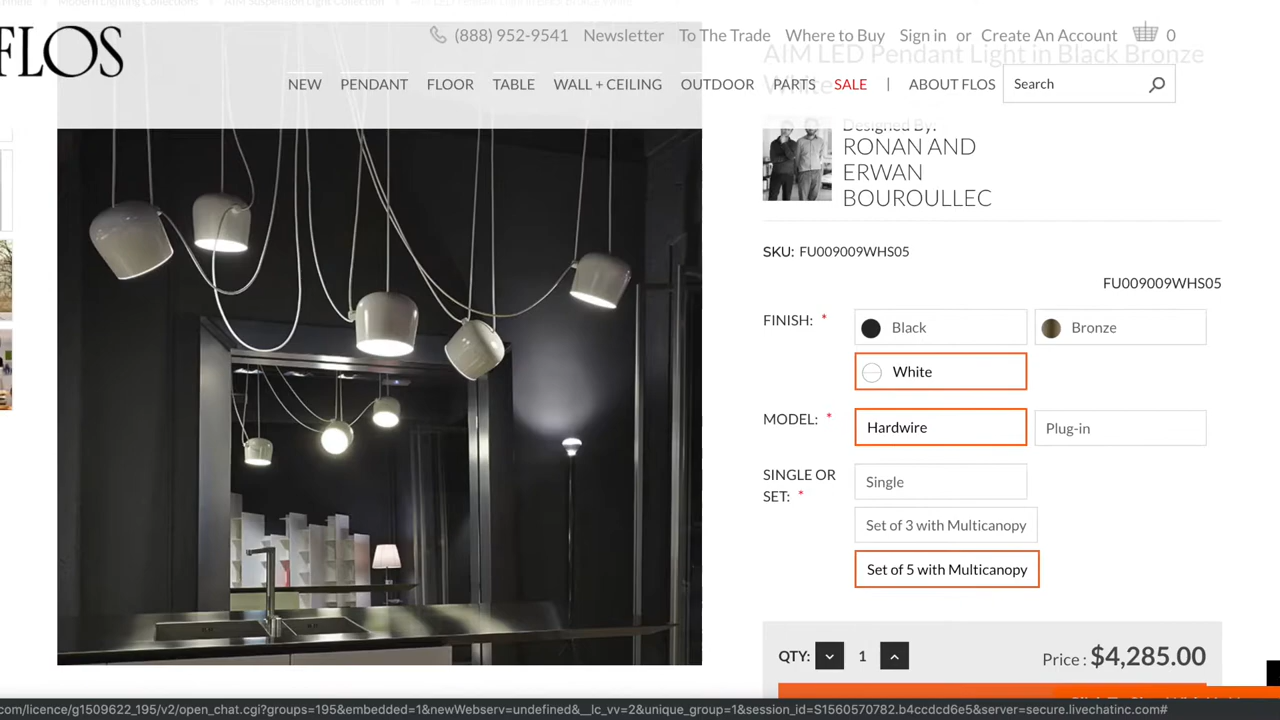 FLOS
(888) 952-9541 Newsletter To The Trade Where to Buy Sign in or Create An Account 0
NEW PENDANT FLOOR TABLE WALL + CEILING OUTDOOR PARTS SALE | ABOUT FLOS Search
AIM LED Pendant Light in Black Bronze
White
Designed By:
RONAN AND
ERWAN
BOUROULLEC
SKU: FU009009WHS05
FU009009WHS05
FINISH: * Black Bronze
White
MODEL: * Hardwire Plug-in
SINGLE OR
SET: *
Single
Set of 3 with Multicanopy
Set of 5 with Multicanopy
QTY: 1 Price : $4,285.00
com/licence/g1509622_195/v2/open_chat.cgi?groups=195&embedded=1&newWebserv=undefined&__lc_vv=2&unique_group=1&session_id=S1560570782.b4ccdcd6e5&server=secure.livechatinc.com#